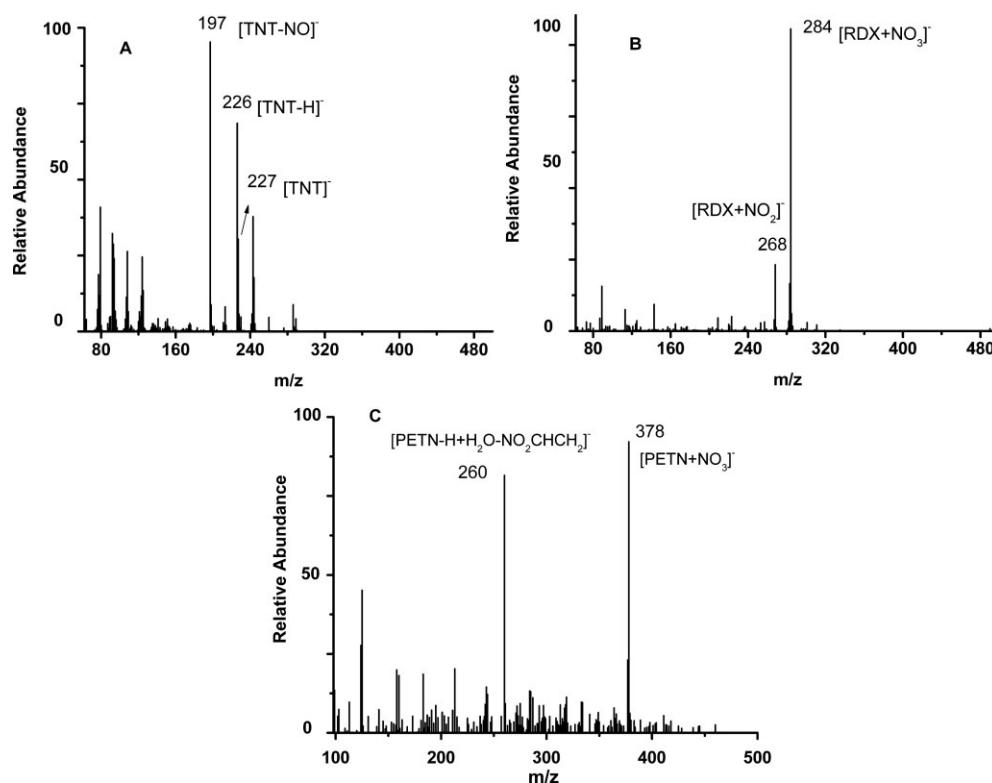 A
197 [TNT-NO]⁻
226 [TNT-H]⁻
227 [TNT]⁻
100
50
0
Relative Abundance
80 160 240 320 400 480
m/z
B
284 [RDX+NO₃]⁻
[RDX+NO₂]⁻
268
100
50
0
Relative Abundance
80 160 240 320 400 480
m/z
C
378
[PETN+NO₃]⁻
[PETN-H+H₂O-NO₂CHCH₂]⁻
260
100
50
0
Relative Abundance
100 200 300 400 500
m/z